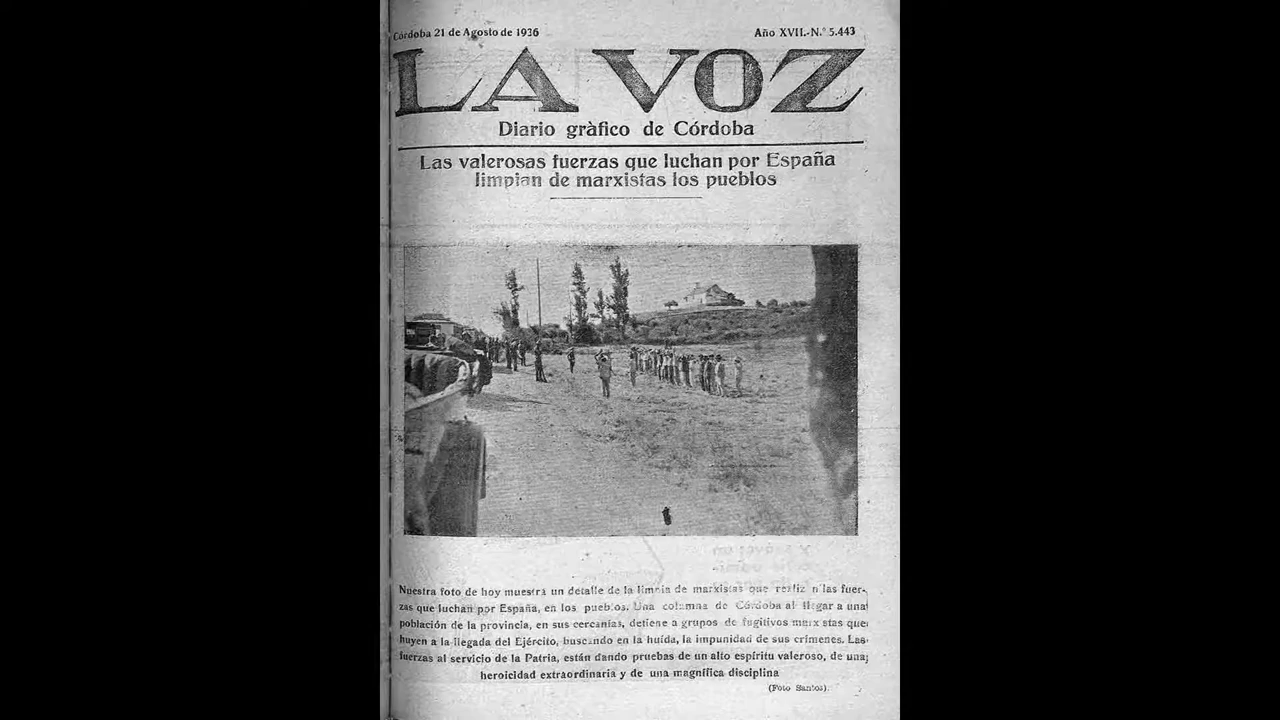 Córdoba 21 de Agosto de 1936
Año XVII.-N.º 5.443
LA VOZ
Diario gràfico de Córdoba
Las valerosas fuerzas que luchan por España
limpian de marxistas los pueblos
Nuestra foto de hoy muestra un detalle de la limpia de marxistas que realiz n las fuer-
zas que luchan por España, en los pueblos. Una columna de Córdoba al llegar a una
población de la provincia, en sus cercanías, detiene a grupos de fugitivos marx stas que
huyen a la llegada del Ejército, buscando en la huída, la impunidad de sus crímenes. Las
fuerzas al servicio de la Patria, están dando pruebas de un alto espíritu valeroso, de una
heroicidad extraordinaria y de una magnífica disciplina
(Foto Santos).